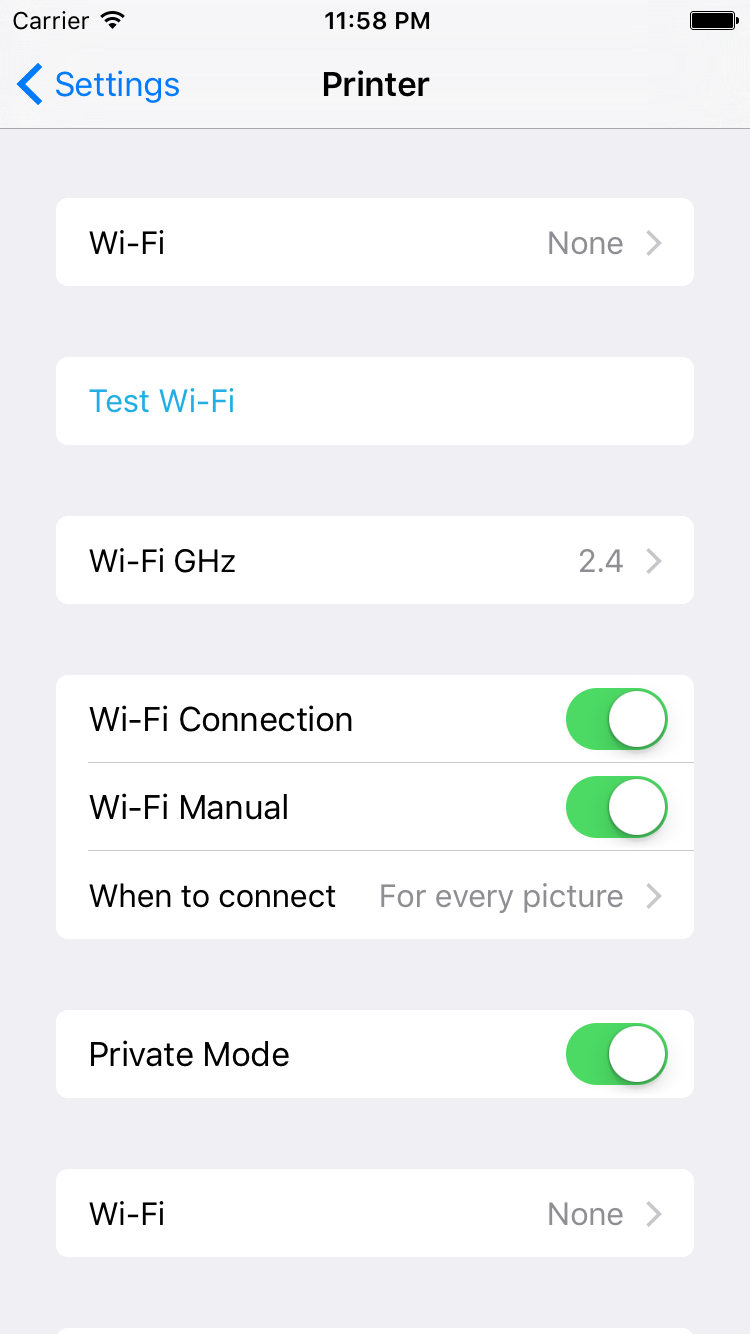 Carrier 11:58 PM
Settings Printer
Wi-Fi None
Test Wi-Fi
Wi-Fi GHz 2.4
Wi-Fi Connection
Wi-Fi Manual
When to connect For every picture
Private Mode
Wi-Fi None